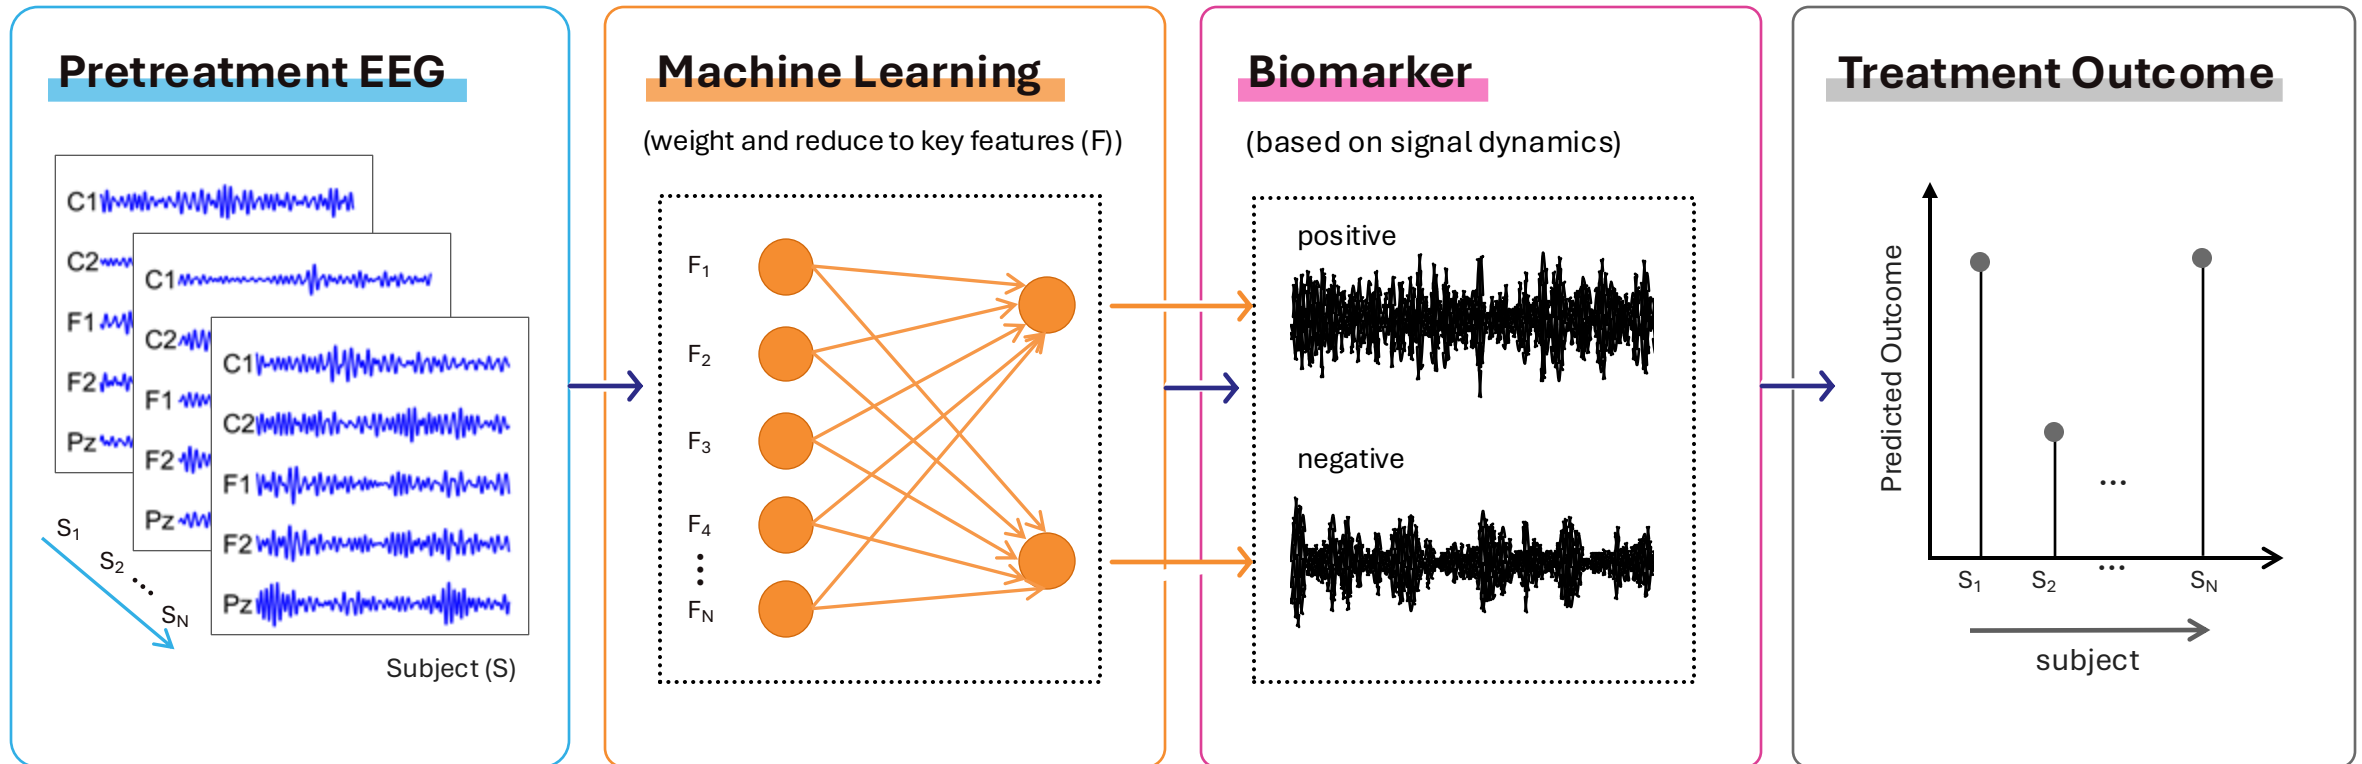 Pretreatment EEG
C1
C2
F1
F2
Pz
C1
C2
F1
F2
Pz
C1
C2
F1
F2
Pz
S1
S2
SN
Subject (S)
Machine Learning
(weight and reduce to key features (F))
F1
F2
F3
F4
FN
Biomarker
(based on signal dynamics)
positive
negative
Treatment Outcome
Predicted Outcome
...
S1 S2 ... SN
subject